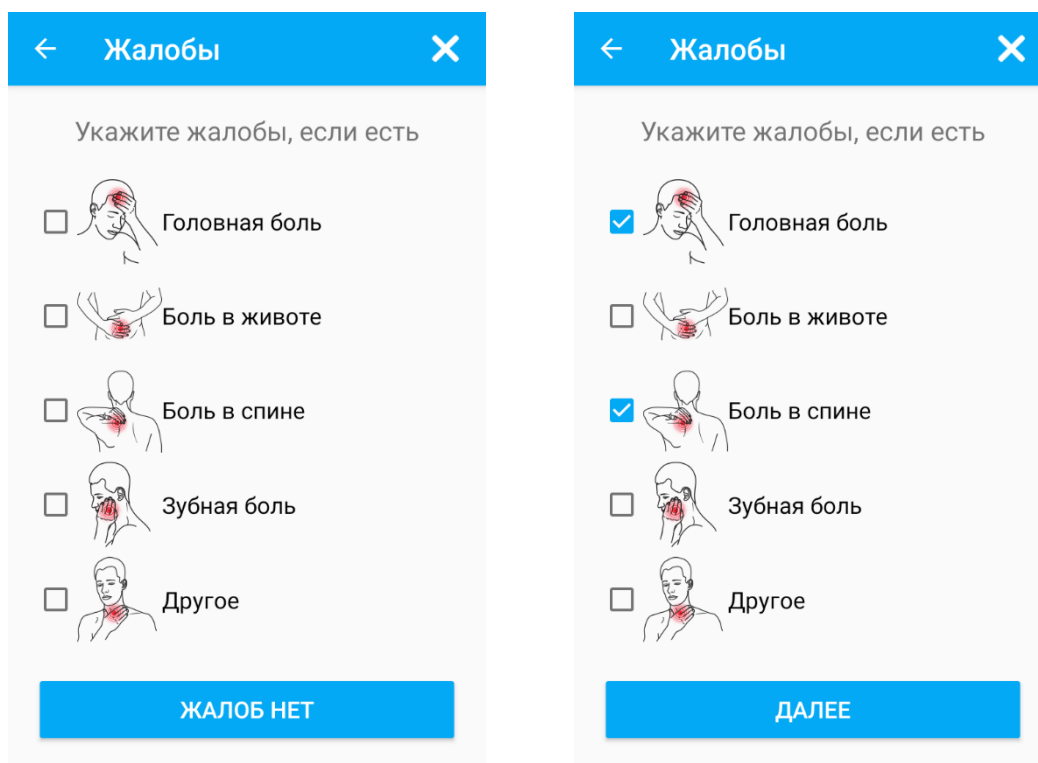 Жалобы
Укажите жалобы, если есть
Головная боль
Боль в животе
Боль в спине
Зубная боль
Другое
ЖАЛОБ НЕТ
Жалобы
Укажите жалобы, если есть
Головная боль
Боль в животе
Боль в спине
Зубная боль
Другое
ДАЛЕЕ